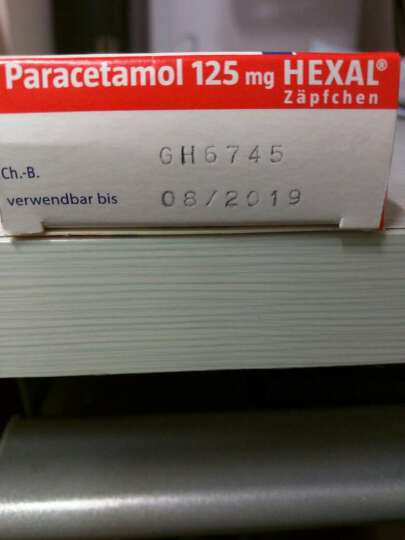 Paracetamol 125 mg HEXAL®
Zäpfchen
Ch.-B. GH6745
verwendbar bis 08/2019